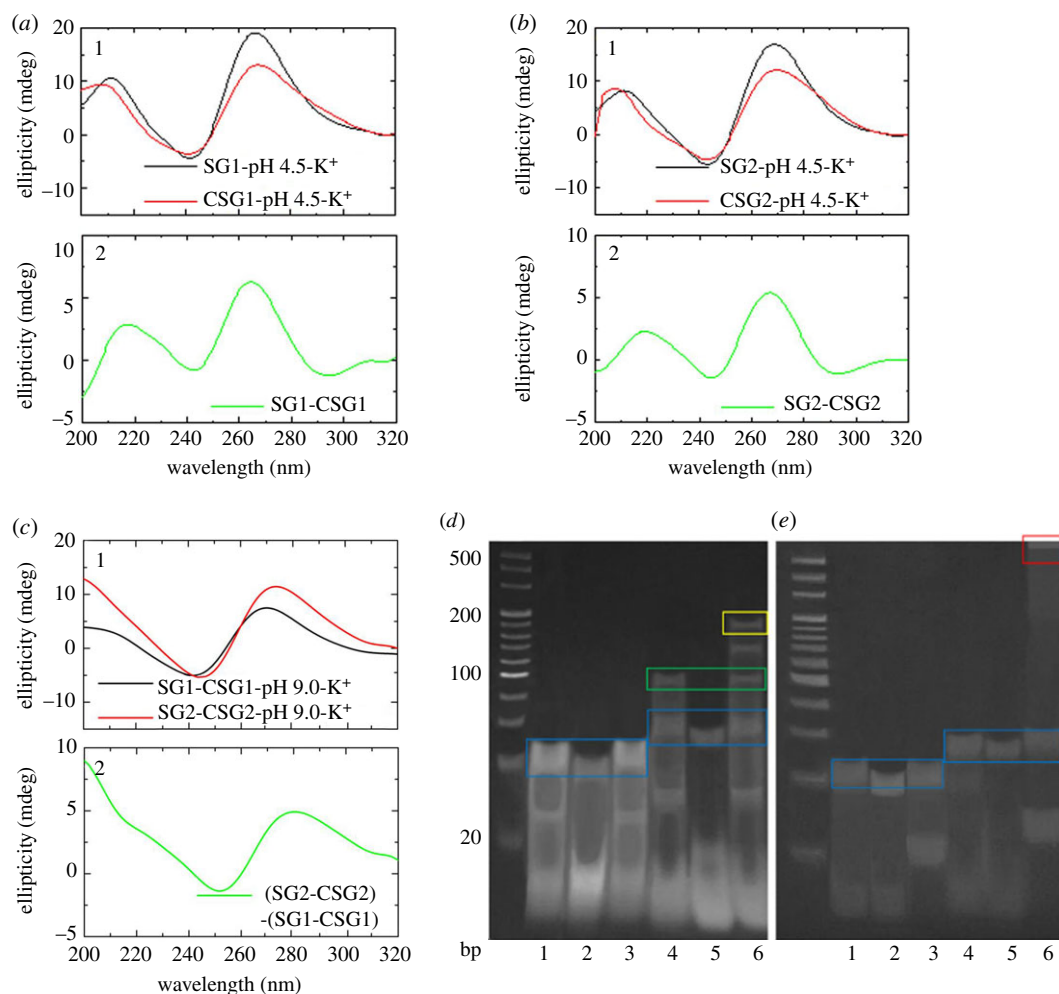 (a)
1
20
10
0
−10
ellipticity (mdeg)
SG1-pH 4.5-K⁺
CSG1-pH 4.5-K⁺
2
10
5
0
−5
ellipticity (mdeg)
SG1-CSG1
200 220 240 260 280 300 320
wavelength (nm)
(b)
1
20
10
0
−10
ellipticity (mdeg)
SG2-pH 4.5-K⁺
CSG2-pH 4.5-K⁺
2
10
5
0
−5
ellipticity (mdeg)
SG2-CSG2
200 220 240 260 280 300 320
wavelength (nm)
(c)
1
20
10
0
−10
ellipticity (mdeg)
SG1-CSG1-pH 9.0-K⁺
SG2-CSG2-pH 9.0-K⁺
2
10
5
0
−5
ellipticity (mdeg)
(SG2-CSG2)
-(SG1-CSG1)
200 220 240 260 280 300 320
wavelength (nm)
(d)
500
200
100
20
bp 1 2 3 4 5 6
(e)
1 2 3 4 5 6